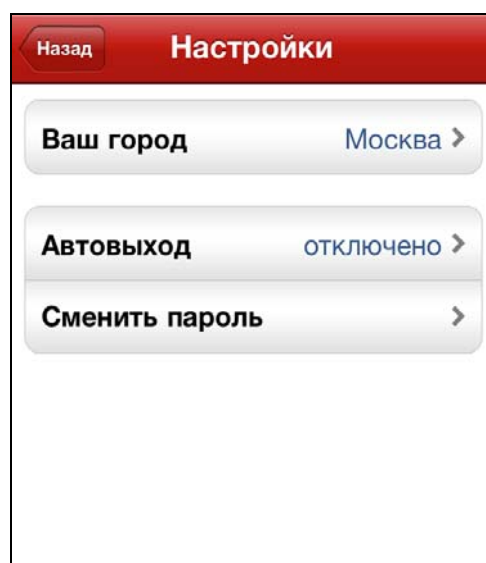 Назад Настройки
Ваш город Москва
Автовыход отключено
Сменить пароль